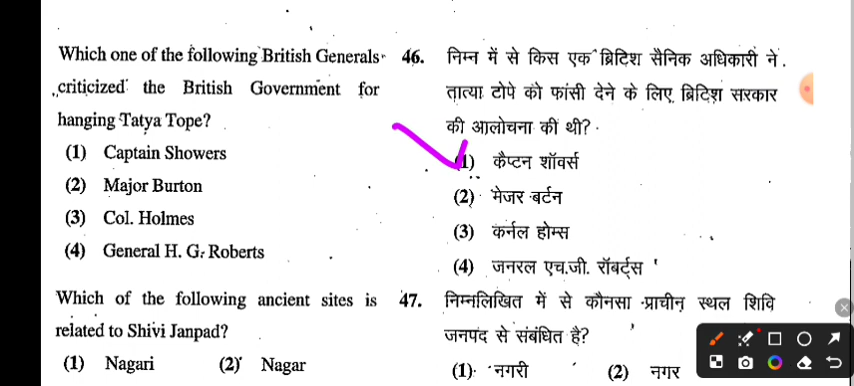 Which one of the following British Generals 46. निम्न में से किस एक ब्रिटिश सैनिक अधिकारी ने
criticized the British Government for तात्या टोपे को फांसी देने के लिए ब्रिटिश सरकार
hanging Tatya Tope? की आलोचना की थी?
(1) Captain Showers (1) कैप्टन शॉवर्स
(2) Major Burton (2) मेजर बर्टन
(3) Col. Holmes (3) कर्नल होम्स
(4) General H. G. Roberts (4) जनरल एच.जी. रॉबर्ट्स
Which of the following ancient sites is 47. निम्नलिखित में से कौनसा प्राचीन स्थल शिवि
related to Shivi Janpad? जनपद से संबंधित है?
(1) Nagari (2) Nagar (1) नगरी (2) नगर